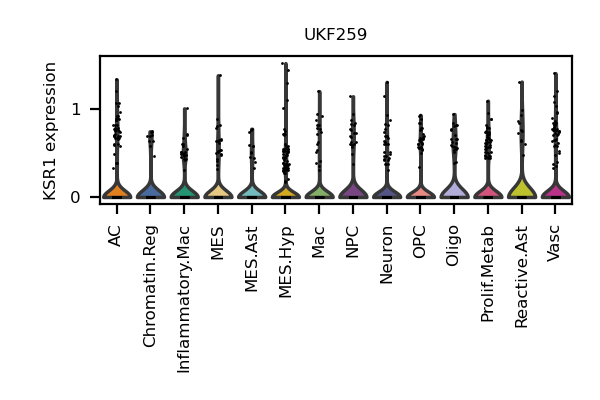 UKF259
KSR1 expression
1
0
AC
Chromatin.Reg
Inflammatory.Mac
MES
MES.Ast
MES.Hyp
Mac
NPC
Neuron
OPC
Oligo
Prolif.Metab
Reactive.Ast
Vasc